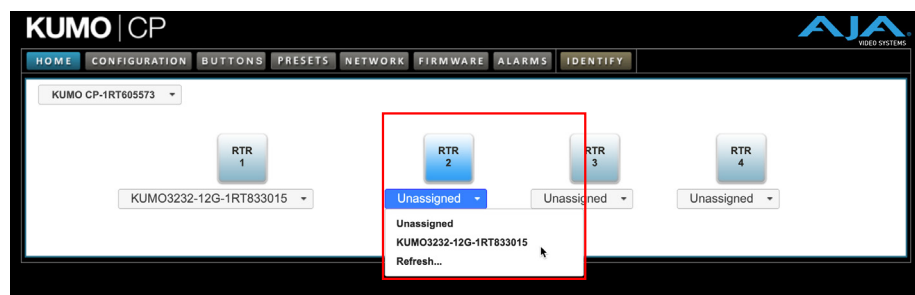 KUMO CP
AJA
VIDEO SYSTEMS
HOME CONFIGURATION BUTTONS PRESETS NETWORK FIRMWARE ALARMS IDENTIFY
KUMO CP-1RT605573
RTR
1
RTR
2
RTR
3
RTR
4
KUMO3232-12G-1RT833015
Unassigned
Unassigned
Unassigned
Unassigned
KUMO3232-12G-1RT833015
Refresh...